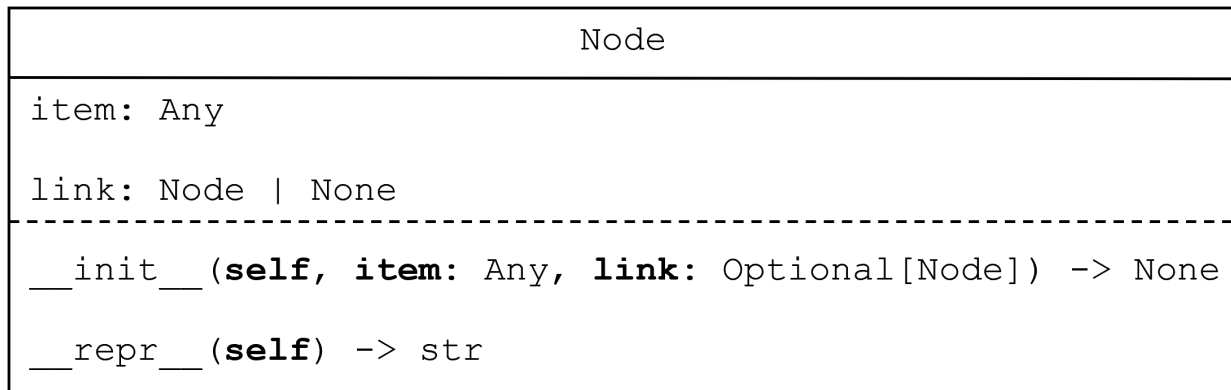 Node
item: Any
link: Node | None
__init__(self, item: Any, link: Optional[Node]) -> None
__repr__(self) -> str